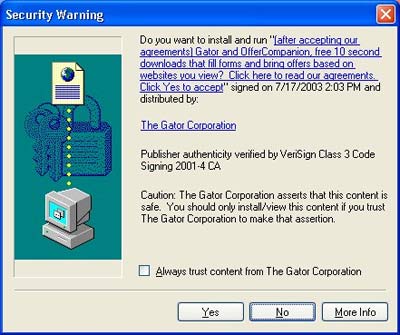 Security Warning
Do you want to install and run "(after accepting our
agreements) Gator and OfferCompanion, free 10 second
downloads that fill forms and bring offers based on
websites you view?  Click here to read our agreements.
Click Yes to accept" signed on 7/17/2003 2:03 PM and
distributed by:
The Gator Corporation
Publisher authenticity verified by VeriSign Class 3 Code
Signing 2001-4 CA
Caution: The Gator Corporation asserts that this content is
safe.  You should only install/view this content if you trust
The Gator Corporation to make that assertion.
Always trust content from The Gator Corporation
Yes
No
More Info